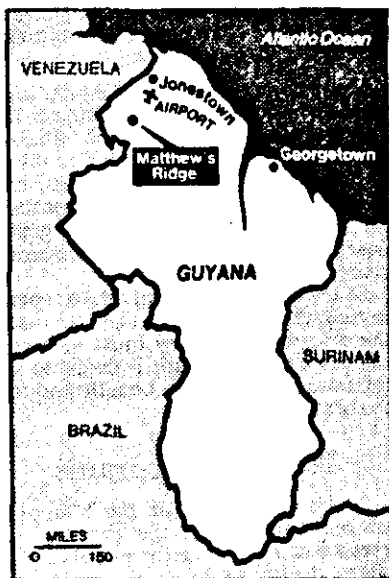 Atlantic Ocean
VENEZUELA
Jonestown
AIRPORT
Matthew's
Ridge
Georgetown
GUYANA
SURINAM
BRAZIL
MILES
0 150